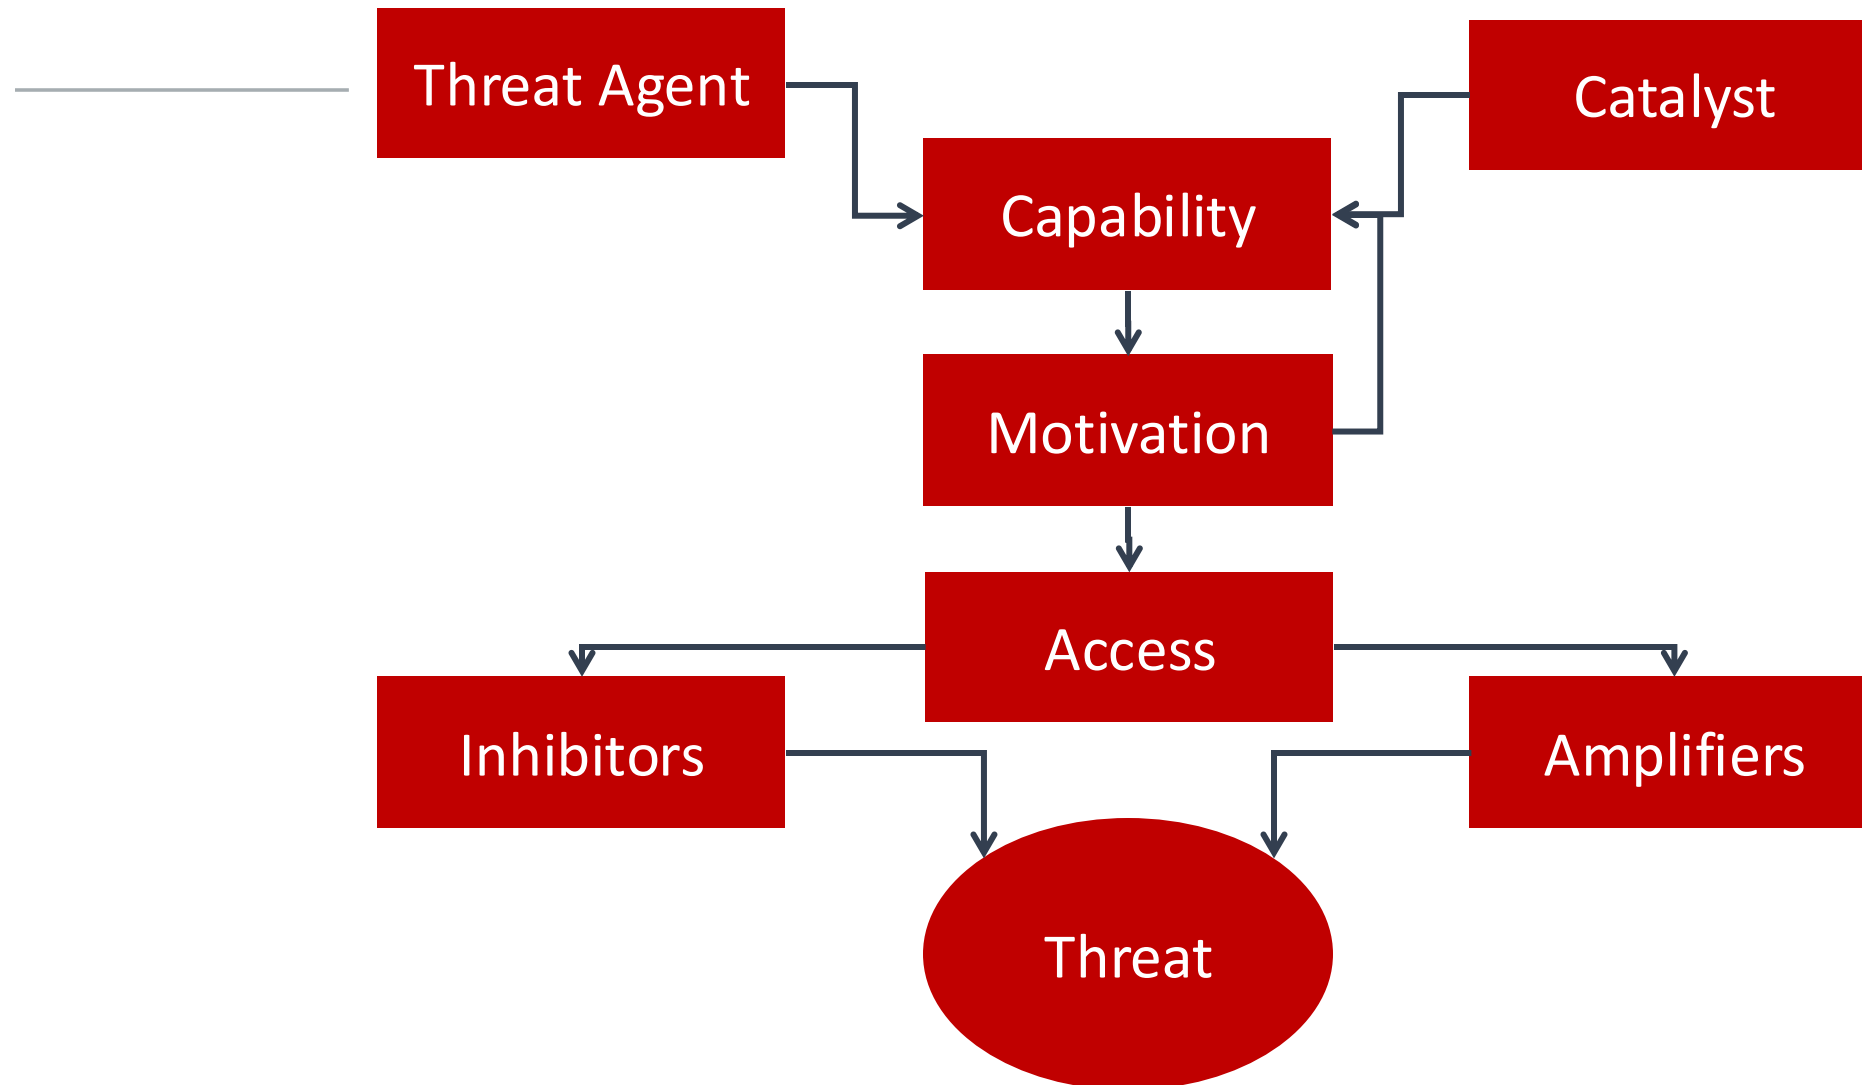 Threat Agent
Catalyst
Capability
Motivation
Access
Inhibitors
Amplifiers
Threat